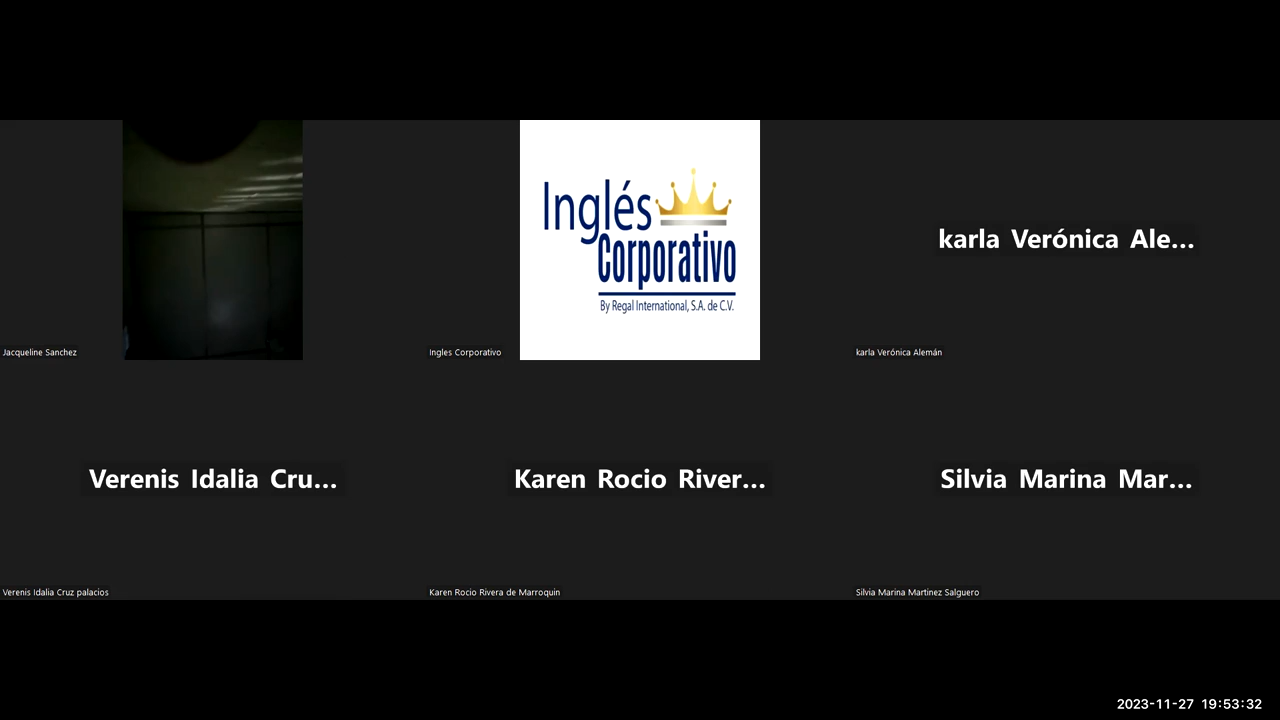 Jacqueline Sanchez
Inglés
Corporativo
By Regal International, S.A. de C.V.
Ingles Corporativo
karla Verónica Ale...
karla Verónica Alemán
Verenis Idalia Cru...
Verenis Idalia Cruz palacios
Karen Rocio River...
Karen Rocio Rivera de Marroquin
Silvia Marina Mar...
Silvia Marina Martinez Salguero
2023-11-27 19:53:32